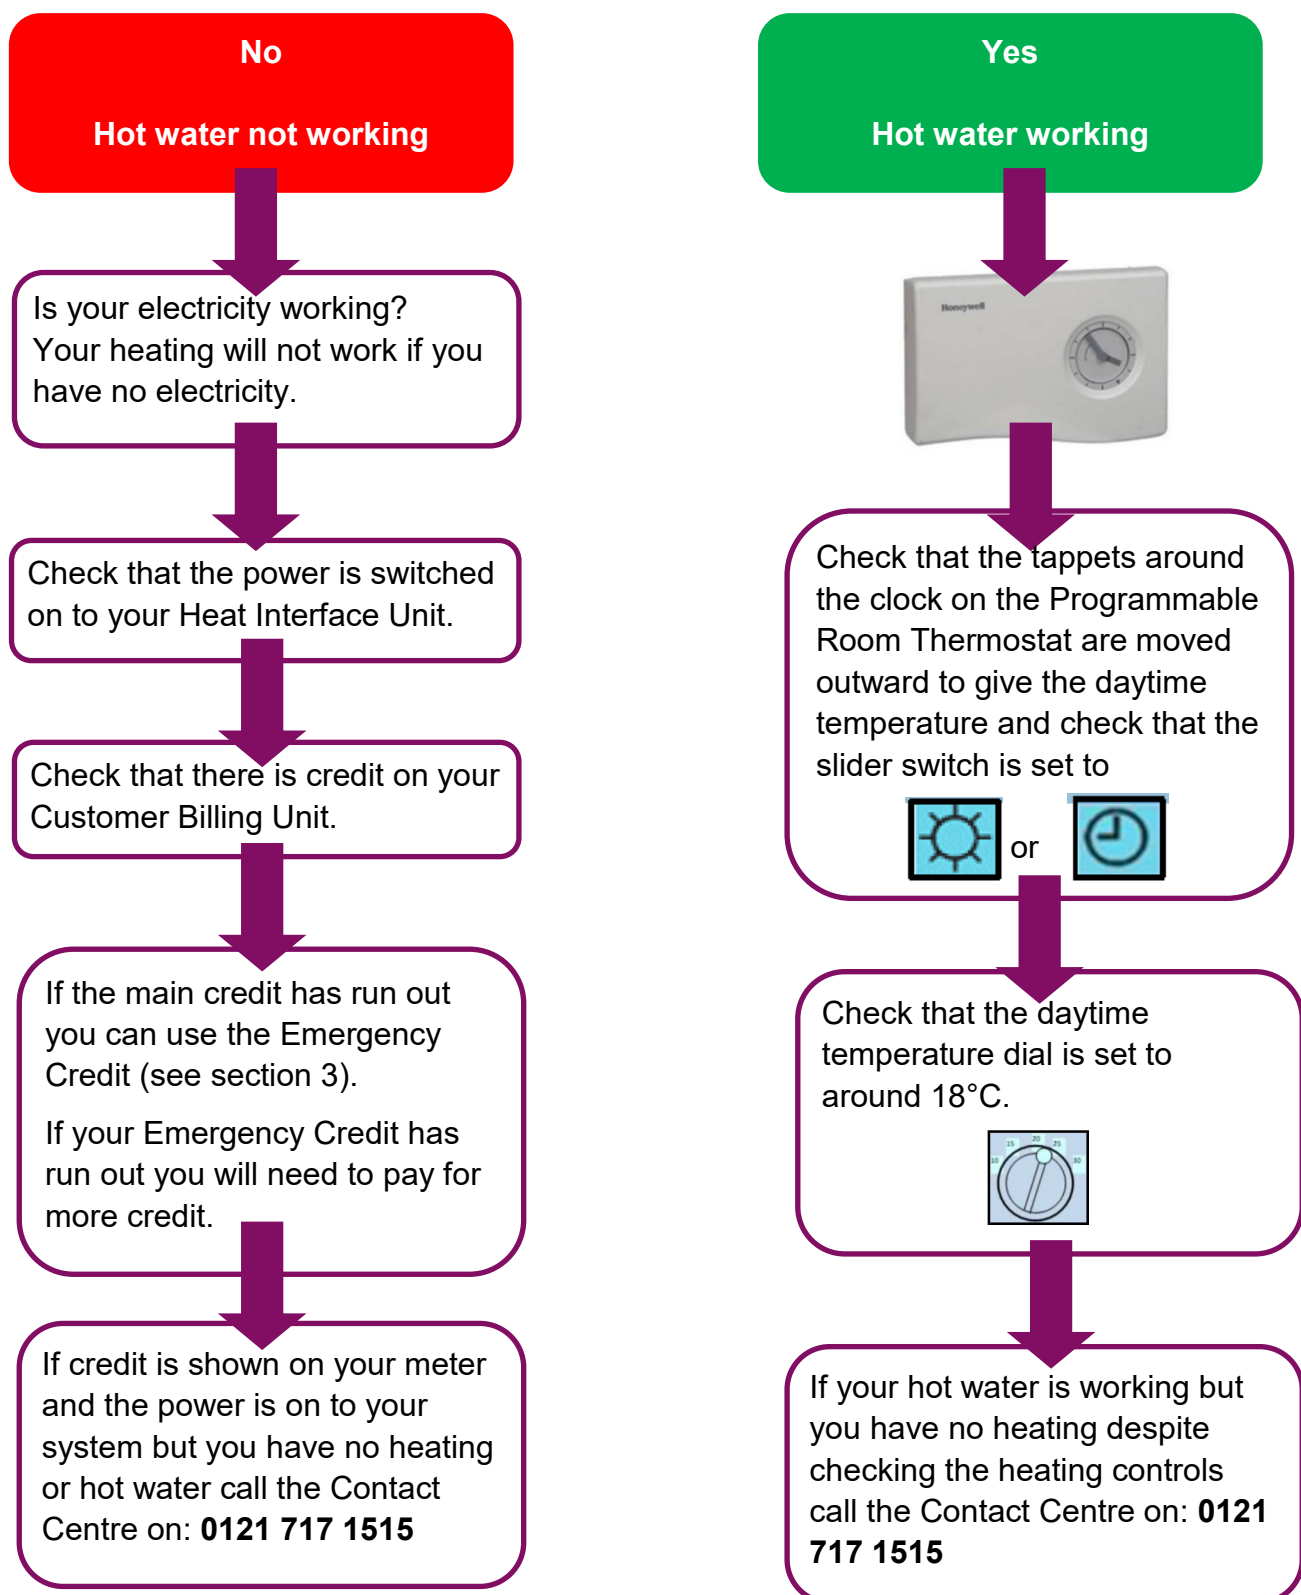 No
Hot water not working
Is your electricity working?
Your heating will not work if you
have no electricity.
Check that the power is switched
on to your Heat Interface Unit.
Check that there is credit on your
Customer Billing Unit.
If the main credit has run out
you can use the Emergency
Credit (see section 3).
If your Emergency Credit has
run out you will need to pay for
more credit.
If credit is shown on your meter
and the power is on to your
system but you have no heating
or hot water call the Contact
Centre on: 0121 717 1515
Yes
Hot water working
Honeywell
Check that the tappets around
the clock on the Programmable
Room Thermostat are moved
outward to give the daytime
temperature and check that the
slider switch is set to
or
Check that the daytime
temperature dial is set to
around 18°C.
10 15 20 25 30
If your hot water is working but
you have no heating despite
checking the heating controls
call the Contact Centre on: 0121
717 1515